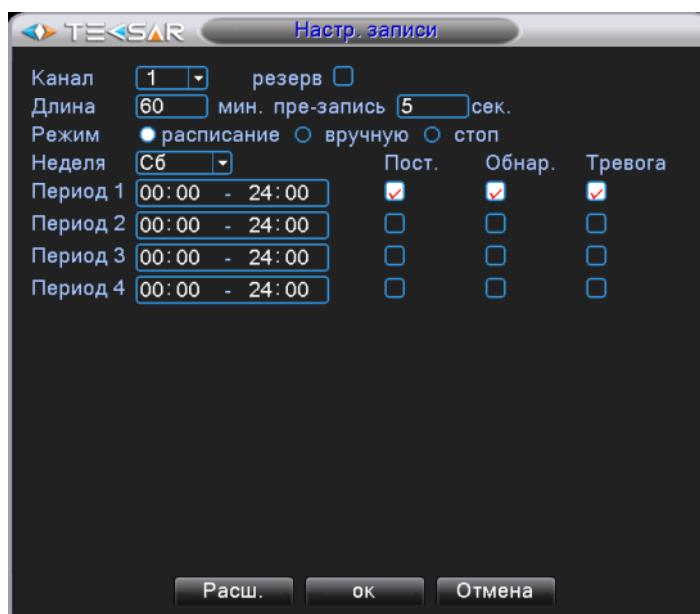 TEKSAR Настр. записи
Канал 1 резерв
Длина 60 мин. пре-запись 5 сек.
Режим расписание вручную стоп
Неделя Сб Пост. Обнар. Тревога
Период 1 00:00 - 24:00
Период 2 00:00 - 24:00
Период 3 00:00 - 24:00
Период 4 00:00 - 24:00
Расш. ок Отмена